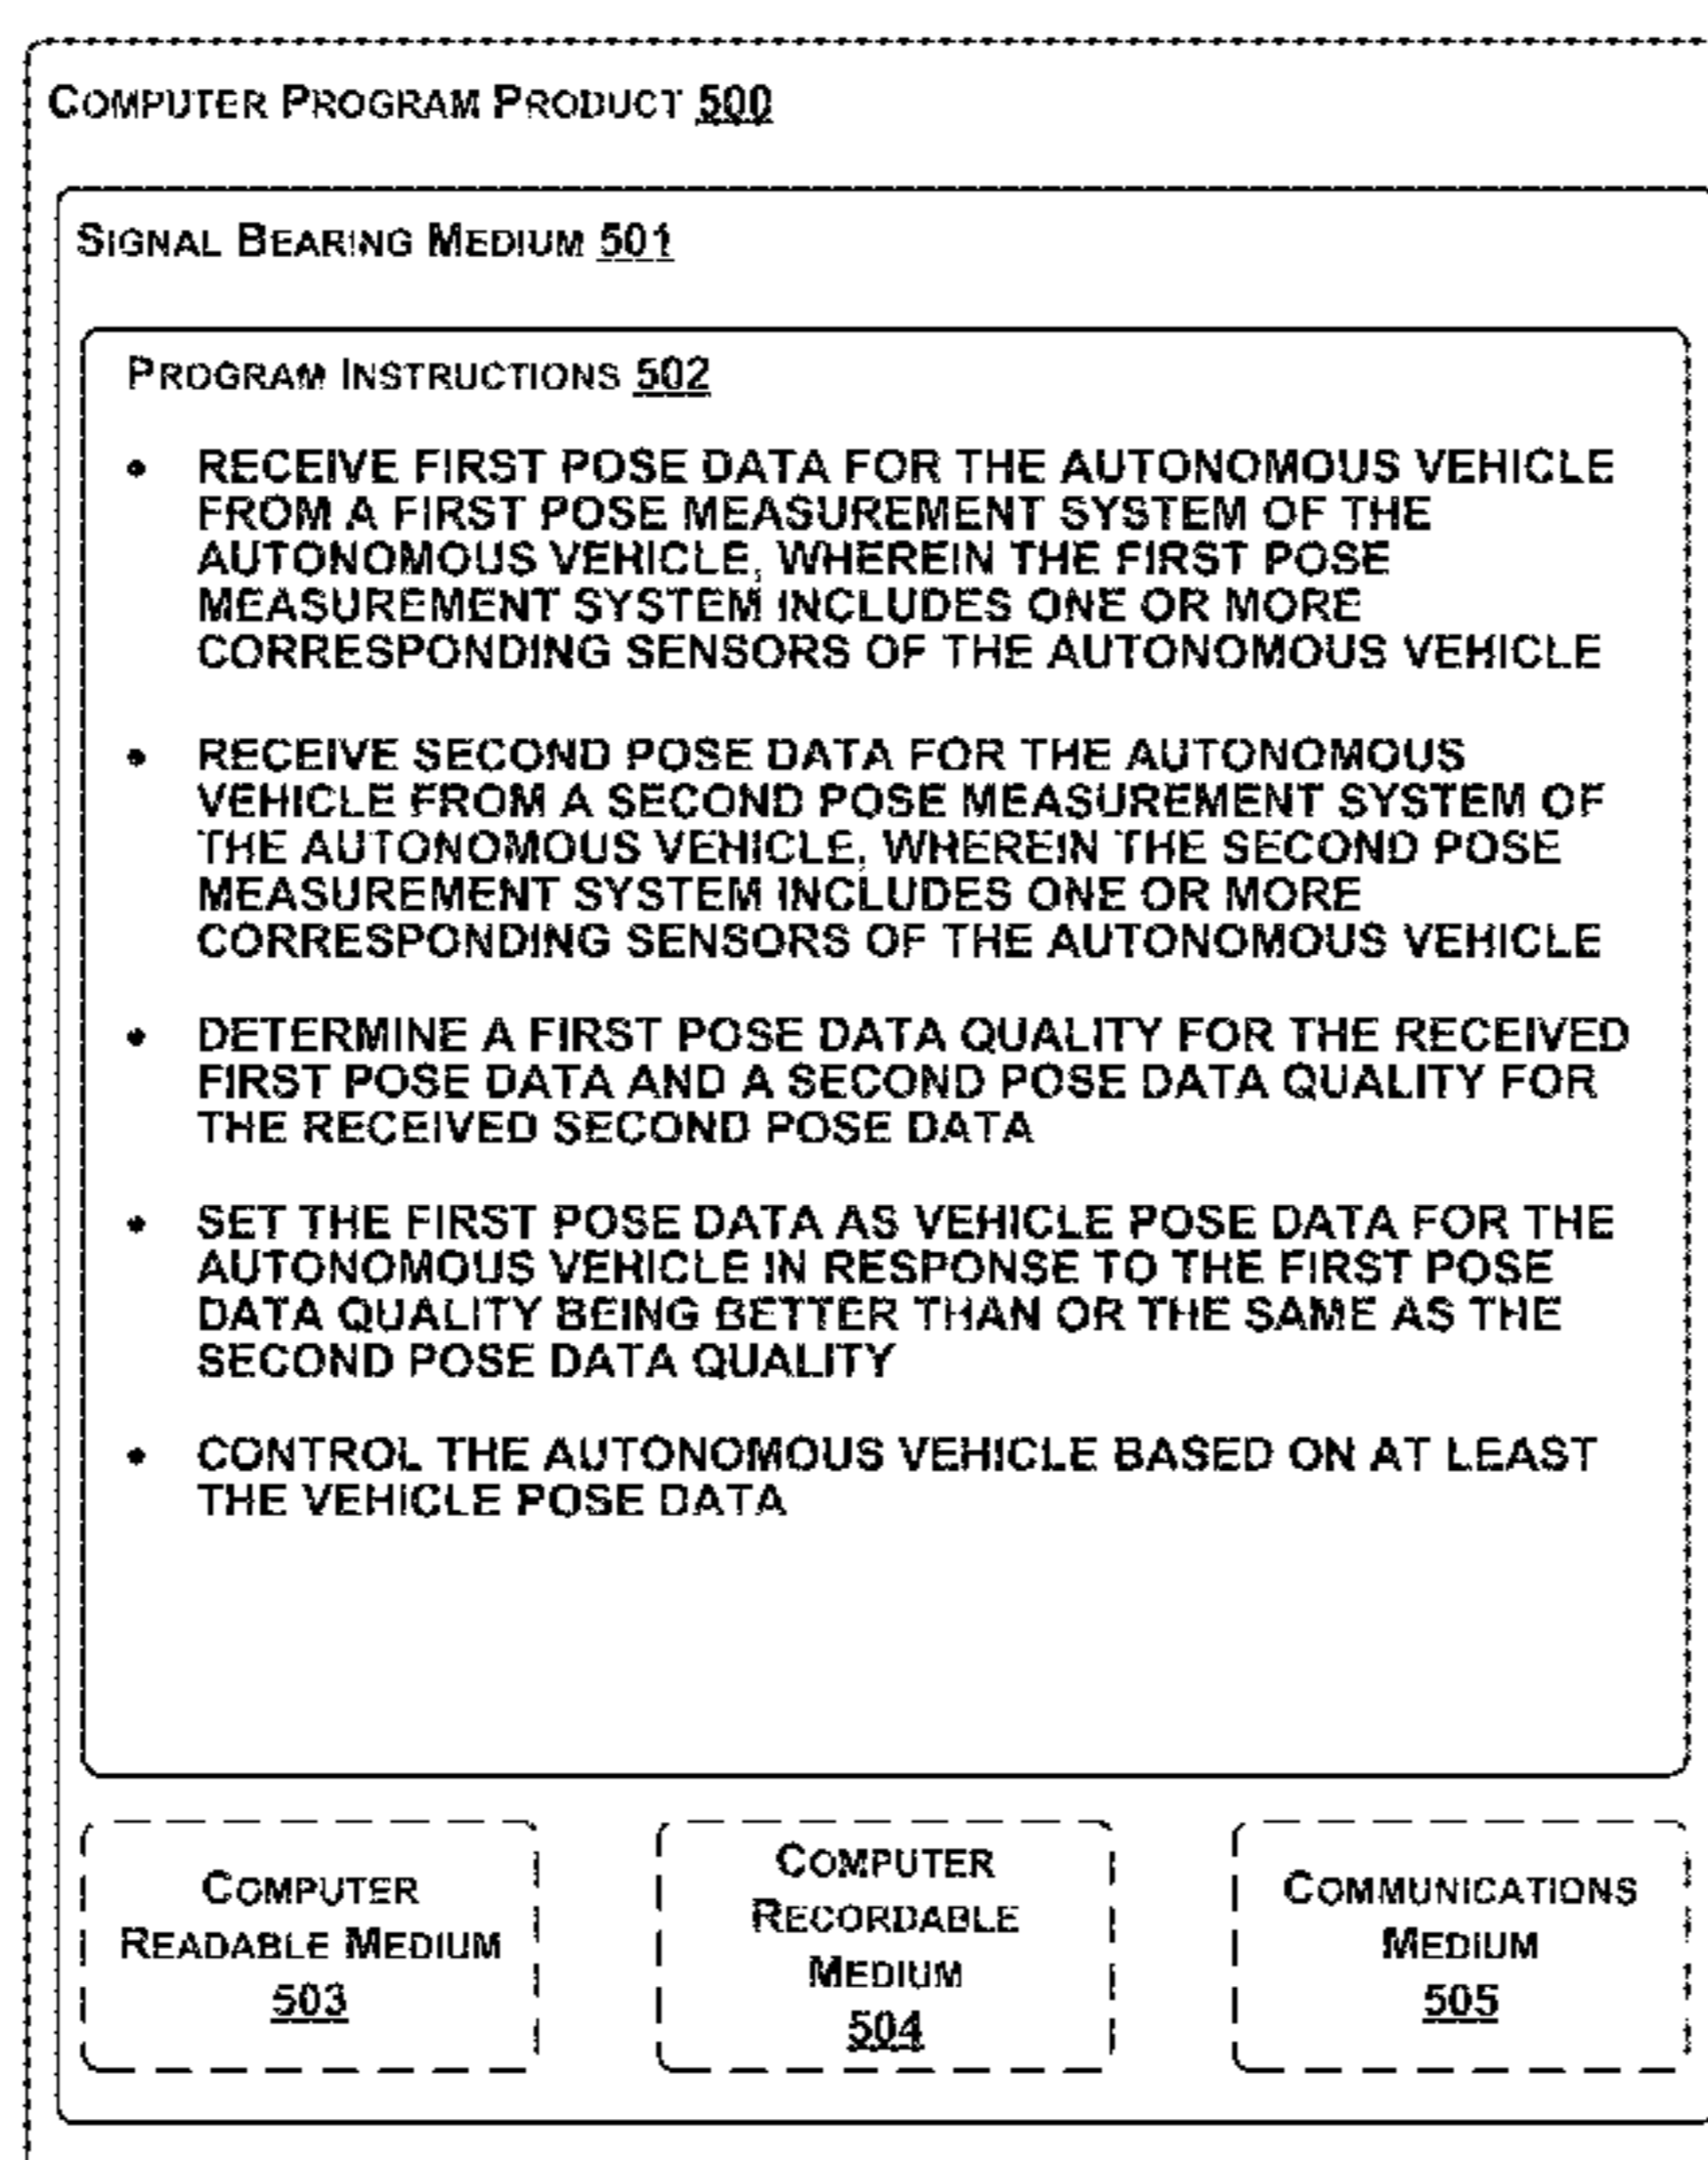 COMPUTER PROGRAM PRODUCT 500
SIGNAL BEARING MEDIUM 501
PROGRAM INSTRUCTIONS 502
• RECEIVE FIRST POSE DATA FOR THE AUTONOMOUS VEHICLE
FROM A FIRST POSE MEASUREMENT SYSTEM OF THE
AUTONOMOUS VEHICLE, WHEREIN THE FIRST POSE
MEASUREMENT SYSTEM INCLUDES ONE OR MORE
CORRESPONDING SENSORS OF THE AUTONOMOUS VEHICLE
• RECEIVE SECOND POSE DATA FOR THE AUTONOMOUS
VEHICLE FROM A SECOND POSE MEASUREMENT SYSTEM OF
THE AUTONOMOUS VEHICLE, WHEREIN THE SECOND POSE
MEASUREMENT SYSTEM INCLUDES ONE OR MORE
CORRESPONDING SENSORS OF THE AUTONOMOUS VEHICLE
• DETERMINE A FIRST POSE DATA QUALITY FOR THE RECEIVED
FIRST POSE DATA AND A SECOND POSE DATA QUALITY FOR
THE RECEIVED SECOND POSE DATA
• SET THE FIRST POSE DATA AS VEHICLE POSE DATA FOR THE
AUTONOMOUS VEHICLE IN RESPONSE TO THE FIRST POSE
DATA QUALITY BEING BETTER THAN OR THE SAME AS THE
SECOND POSE DATA QUALITY
• CONTROL THE AUTONOMOUS VEHICLE BASED ON AT LEAST
THE VEHICLE POSE DATA
COMPUTER
READABLE MEDIUM
503
COMPUTER
RECORDABLE
MEDIUM
504
COMMUNICATIONS
MEDIUM
505